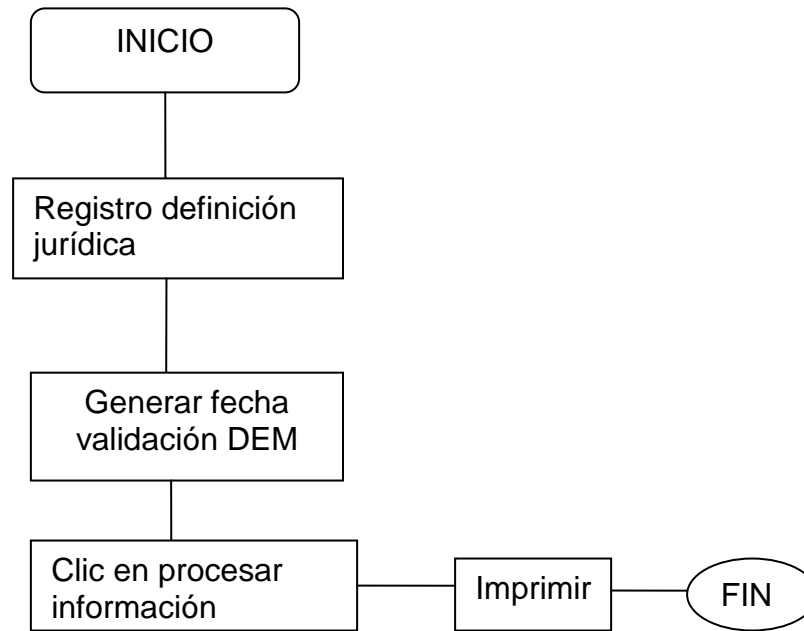 INICIO
Registro definición
jurídica
Generar fecha
validación DEM
Clic en procesar
información
Imprimir
FIN